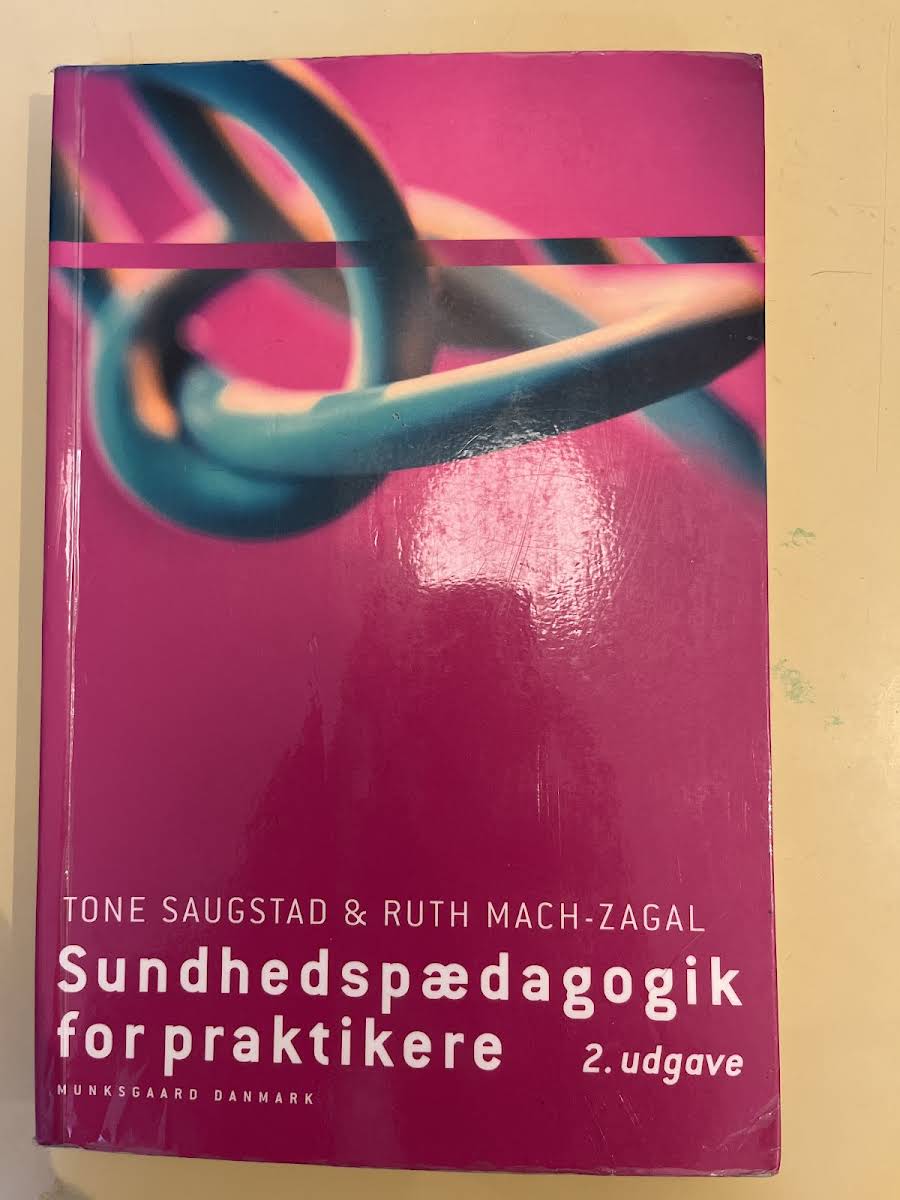 TONE SAUGSTAD & RUTH MACH-ZAGAL
Sundhedspædagogik
for praktikere 2. udgave
MUNKSGAARD DANMARK